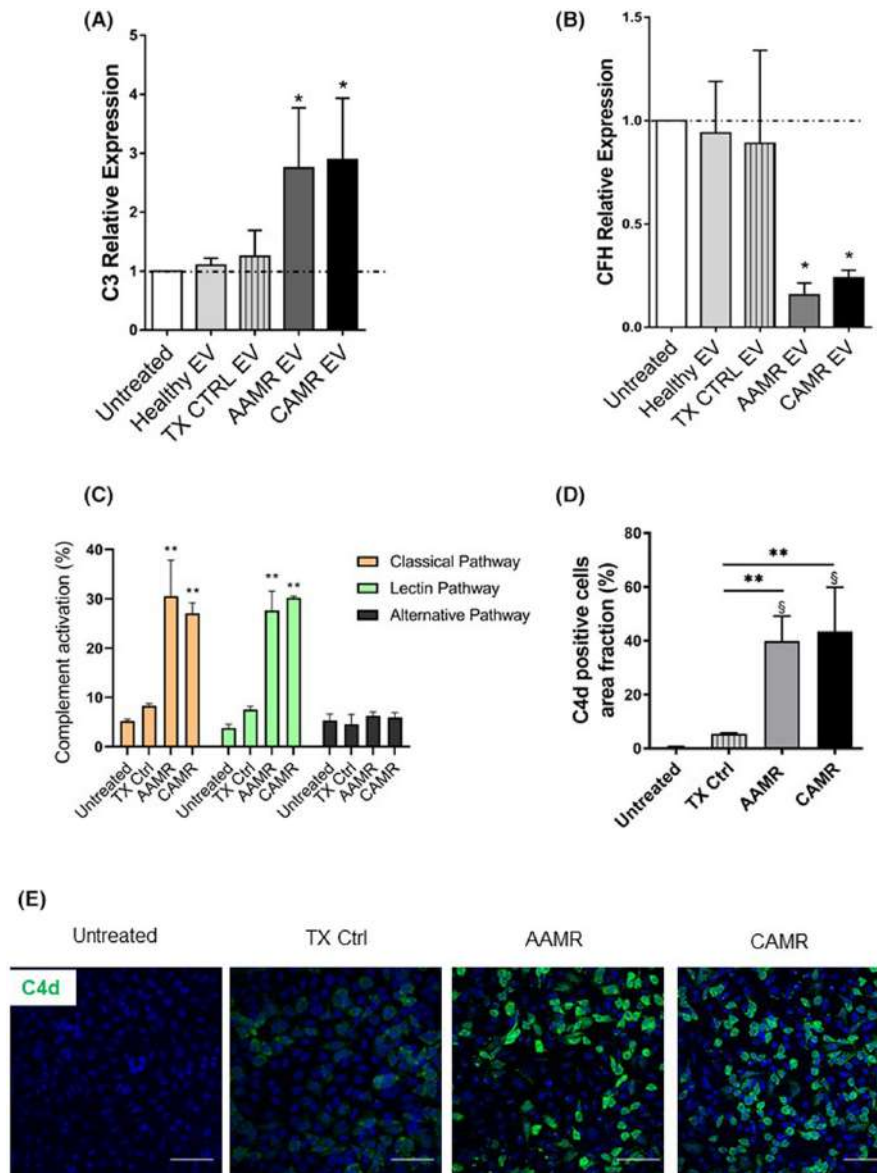 (A)
C3 Relative Expression
5
4
3
2
1
0
*
*
Untreated
Healthy EV
TX CTRL EV
AAMR EV
CAMR EV
(B)
CFH Relative Expression
1.5
1.0
0.5
0.0
*
*
Untreated
Healthy EV
TX CTRL EV
AAMR EV
CAMR EV
(C)
Complement activation (%)
40
30
20
10
0
**
**
**
**
Classical Pathway
Lectin Pathway
Alternative Pathway
Untreated
TX Ctrl
AAMR
CAMR
Untreated
TX Ctrl
AAMR
CAMR
Untreated
TX Ctrl
AAMR
CAMR
(D)
C4d positive cells
area fraction (%)
80
60
40
20
0
**
**
§
§
Untreated
TX Ctrl
AAMR
CAMR
(E)
Untreated
TX Ctrl
AAMR
CAMR
C4d